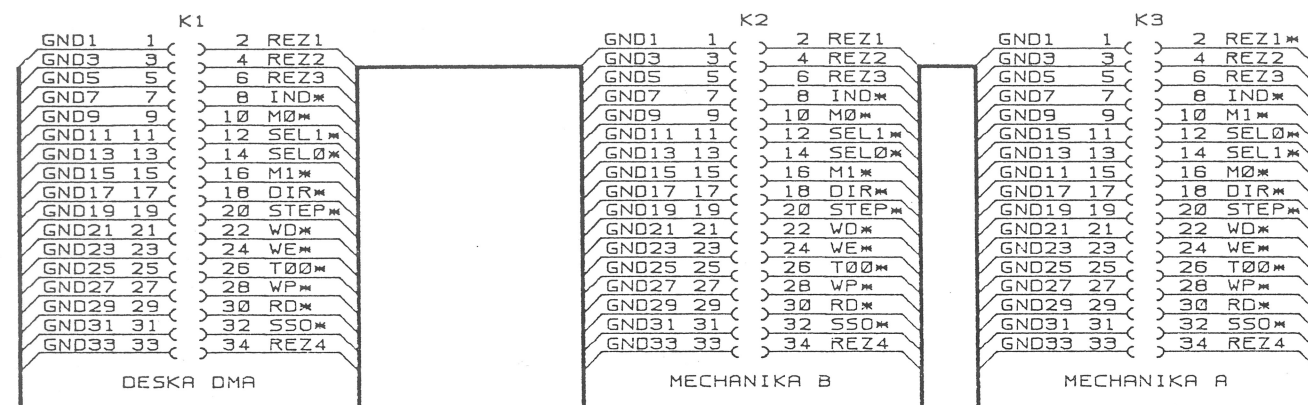 K1 K2 K3
GND1 1 2 REZ1 GND1 1 2 REZ1 GND1 1 2 REZ1*
GND3 3 4 REZ2 GND3 3 4 REZ2 GND3 3 4 REZ2
GND5 5 6 REZ3 GND5 5 6 REZ3 GND5 5 6 REZ3
GND7 7 8 IND* GND7 7 8 IND* GND7 7 8 IND*
GND9 9 10 M0* GND9 9 10 M0* GND9 9 10 M1*
GND11 11 12 SEL1* GND11 11 12 SEL1* GND15 11 12 SEL0*
GND13 13 14 SEL0* GND13 13 14 SEL0* GND13 13 14 SEL1*
GND15 15 16 M1* GND15 15 16 M1* GND11 15 16 M0*
GND17 17 18 DIR* GND17 17 18 DIR* GND17 17 18 DIR*
GND19 19 20 STEP* GND19 19 20 STEP* GND19 19 20 STEP*
GND21 21 22 WD* GND21 21 22 WD* GND21 21 22 WD*
GND23 23 24 WE* GND23 23 24 WE* GND23 23 24 WE*
GND25 25 26 T00* GND25 25 26 T00* GND25 25 26 T00*
GND27 27 28 WP* GND27 27 28 WP* GND27 27 28 WP*
GND29 29 30 RD* GND29 29 30 RD* GND29 29 30 RD*
GND31 31 32 SSO* GND31 31 32 SSO* GND31 31 32 SSO*
GND33 33 34 REZ4 GND33 33 34 REZ4 GND33 33 34 REZ4
DESKA DMA MECHANIKA B MECHANIKA A